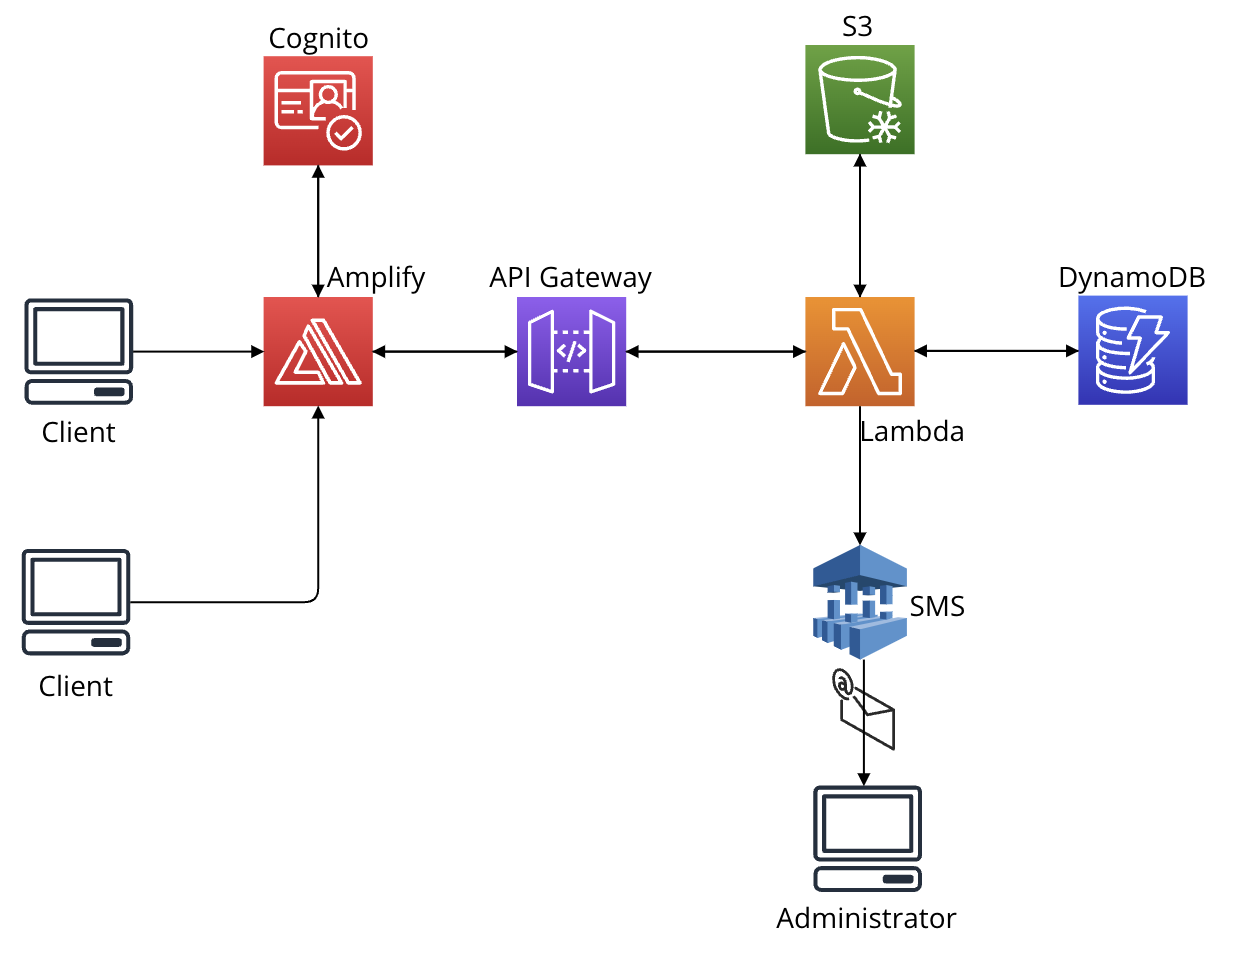 Cognito
S3
Amplify
API Gateway
DynamoDB
</>
Client
Lambda
SMS
Client
@
Administrator